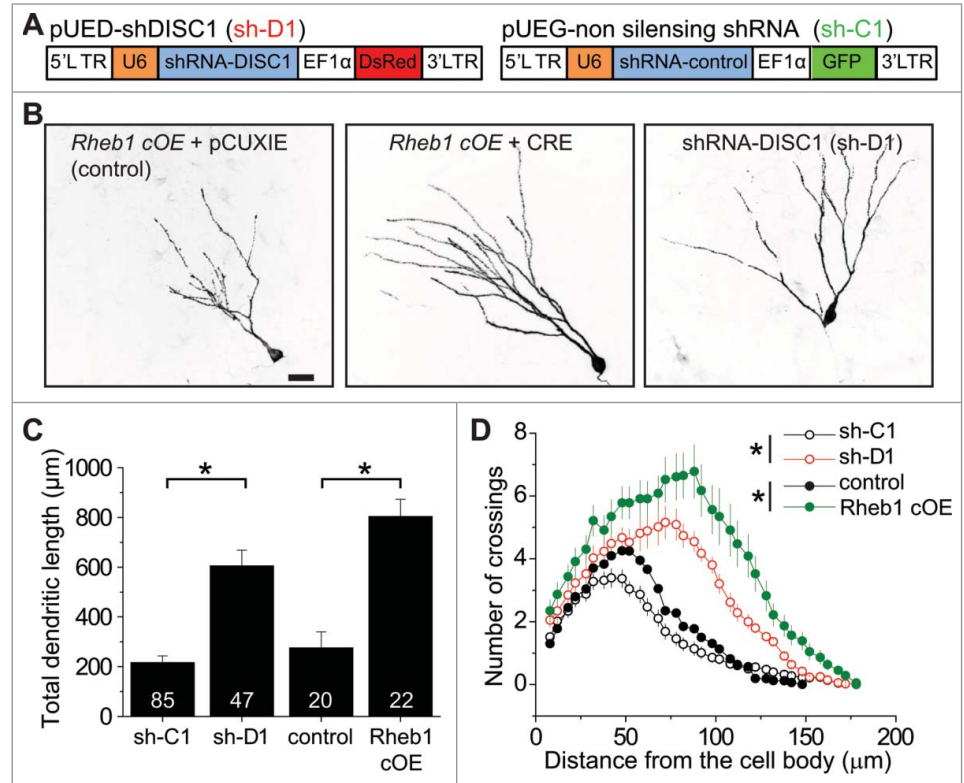 A
pUED-shDISC1 (sh-D1)
pUEG-non silensing shRNA (sh-C1)
5'L TR U6 shRNA-DISC1 EF1α DsRed 3'LTR
5'L TR U6 shRNA-control EF1α GFP 3'LTR
B
Rheb1 cOE + pCUXIE
(control)
Rheb1 cOE + CRE
shRNA-DISC1 (sh-D1)
C
Total dendritic length (µm)
1000
800
600
400
200
0
*
*
85
47
20
22
sh-C1
sh-D1
control
Rheb1
cOE
D
Number of crossings
8
6
4
2
0
* sh-C1
sh-D1
* control
Rheb1 cOE
0 50 100 150 200
Distance from the cell body (µm)